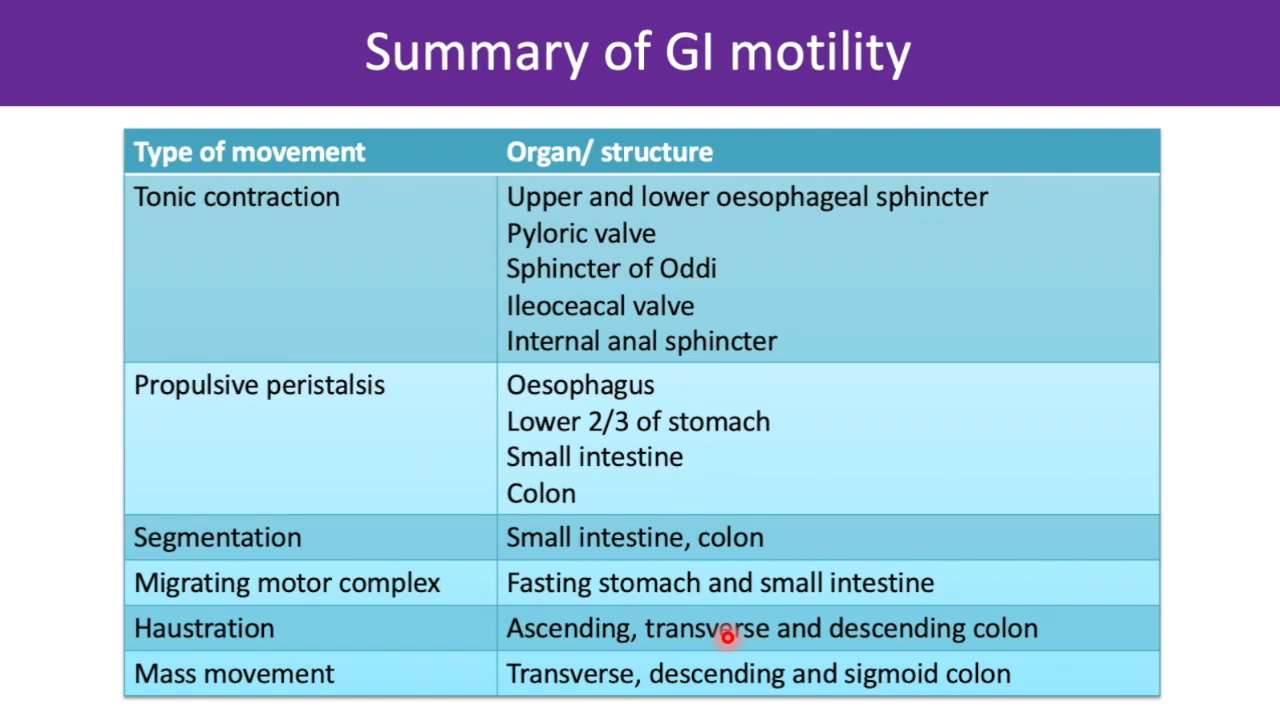 Summary of GI motility
Type of movement
Organ/ structure
Tonic contraction
Upper and lower oesophageal sphincter
Pyloric valve
Sphincter of Oddi
Ileoceacal valve
Internal anal sphincter
Propulsive peristalsis
Oesophagus
Lower 2/3 of stomach
Small intestine
Colon
Segmentation
Small intestine, colon
Migrating motor complex
Fasting stomach and small intestine
Haustration
Ascending, transverse and descending colon
Mass movement
Transverse, descending and sigmoid colon